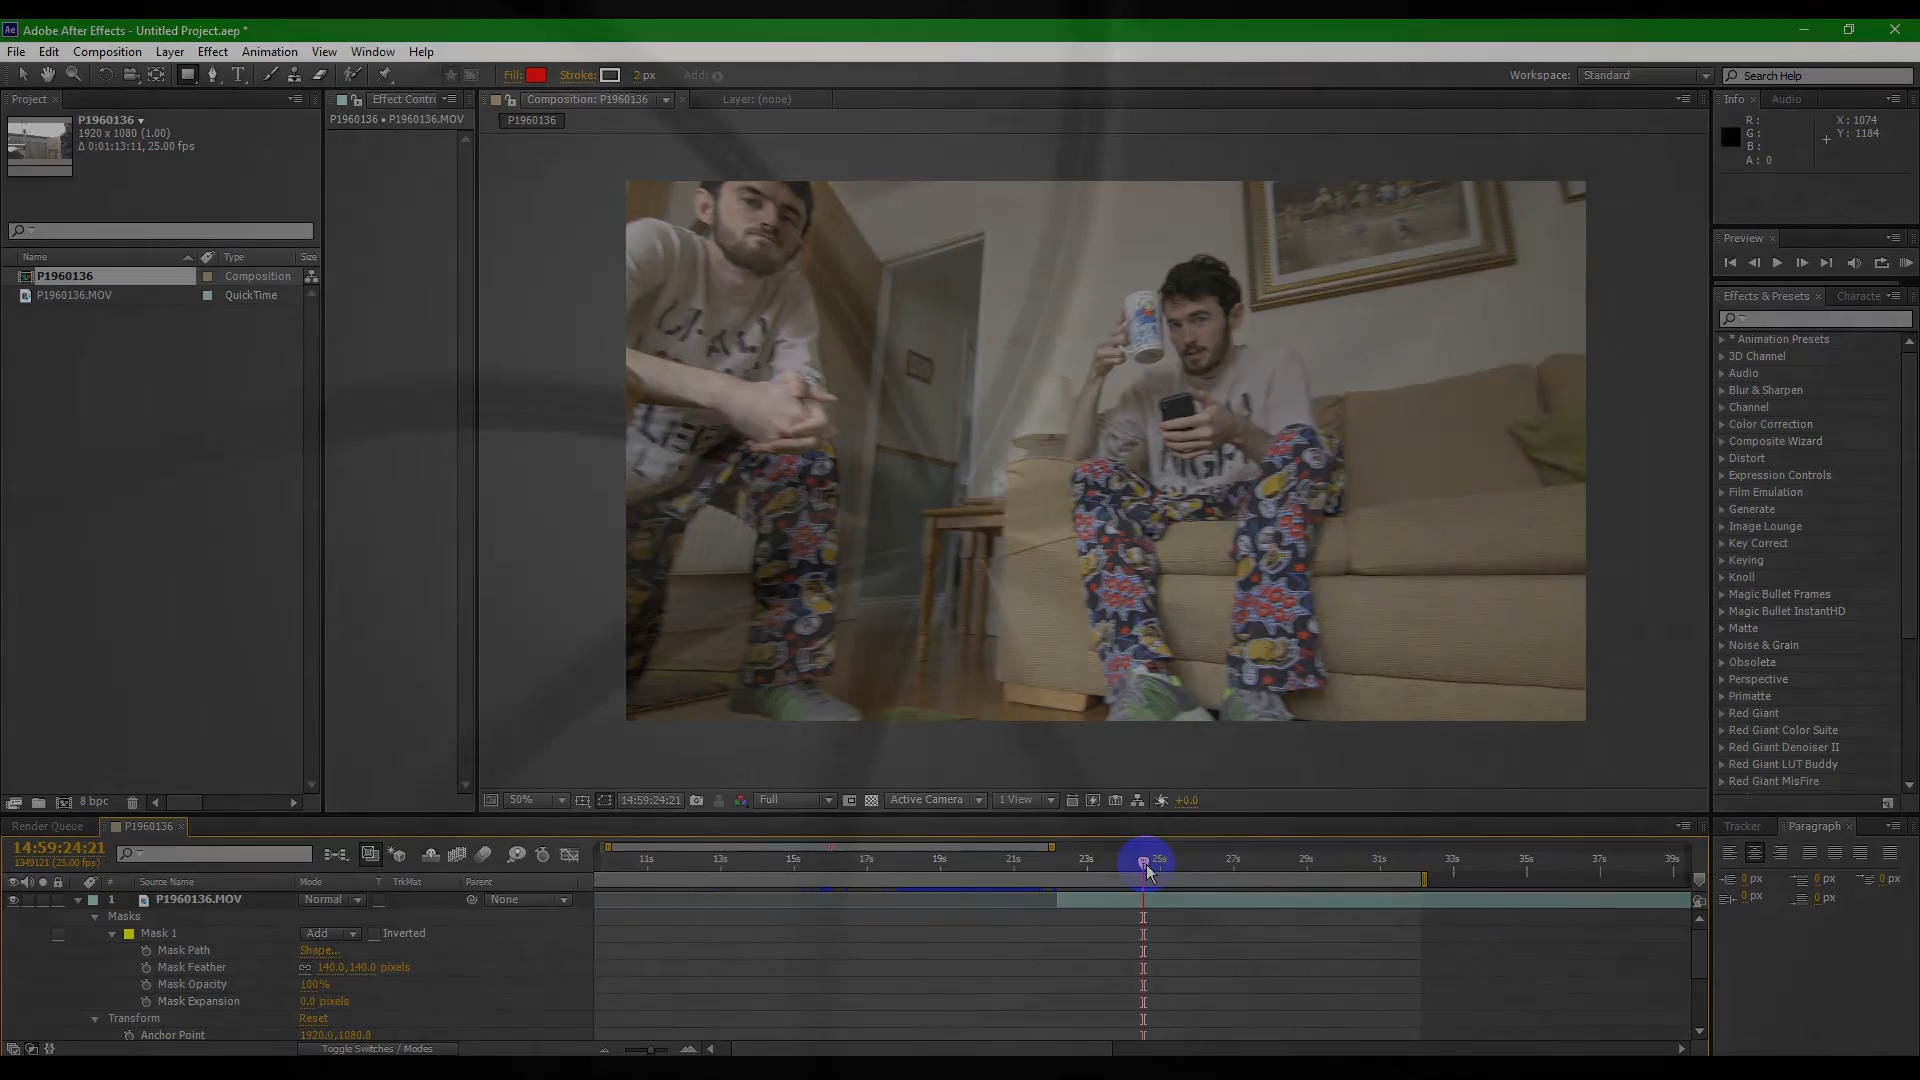 Adobe After Effects - Untitled Project.aep *
File Edit Composition Layer Effect Animation View Window Help
Fill: Stroke: 2 px Add:
Workspace: Standard Search Help
Project
P1960136
1920 x 1080 (1.00)
Δ 0:01:13:11, 25.00 fps
Name Type Size
P1960136 Composition
P1960136.MOV QuickTime
8 bpc
Effect Contro
P1960136 • P1960136.MOV
Composition: P1960136 Layer: (none)
P1960136
50% 14:59:24:21 Full Active Camera 1 View +0.0
Info Audio
R: X: 1074
G: Y: 1184
B:
A: 0
Preview
Effects & Presets Characte
* Animation Presets
3D Channel
Audio
Blur & Sharpen
Channel
Color Correction
Composite Wizard
Distort
Expression Controls
Film Emulation
Generate
Image Lounge
Key Correct
Keying
Knoll
Magic Bullet Frames
Magic Bullet InstantHD
Matte
Noise & Grain
Obsolete
Perspective
Primatte
Red Giant
Red Giant Color Suite
Red Giant Denoiser II
Red Giant LUT Buddy
Red Giant MisFire
Render Queue P1960136
14:59:24:21
1349121 (25.00 fps)
11s 13s 15s 17s 19s 21s 23s 25s 27s 29s 31s 33s 35s 37s 39s
# Source Name Mode T TrkMat Parent
1 P1960136.MOV Normal None
Masks
Mask 1 Add Inverted
Mask Path Shape...
Mask Feather 140.0,140.0 pixels
Mask Opacity 100%
Mask Expansion 0.0 pixels
Transform Reset
Anchor Point 1920.0,1080.0
Toggle Switches / Modes
Tracker Paragraph
0 px 0 px 0 px
0 px 0 px